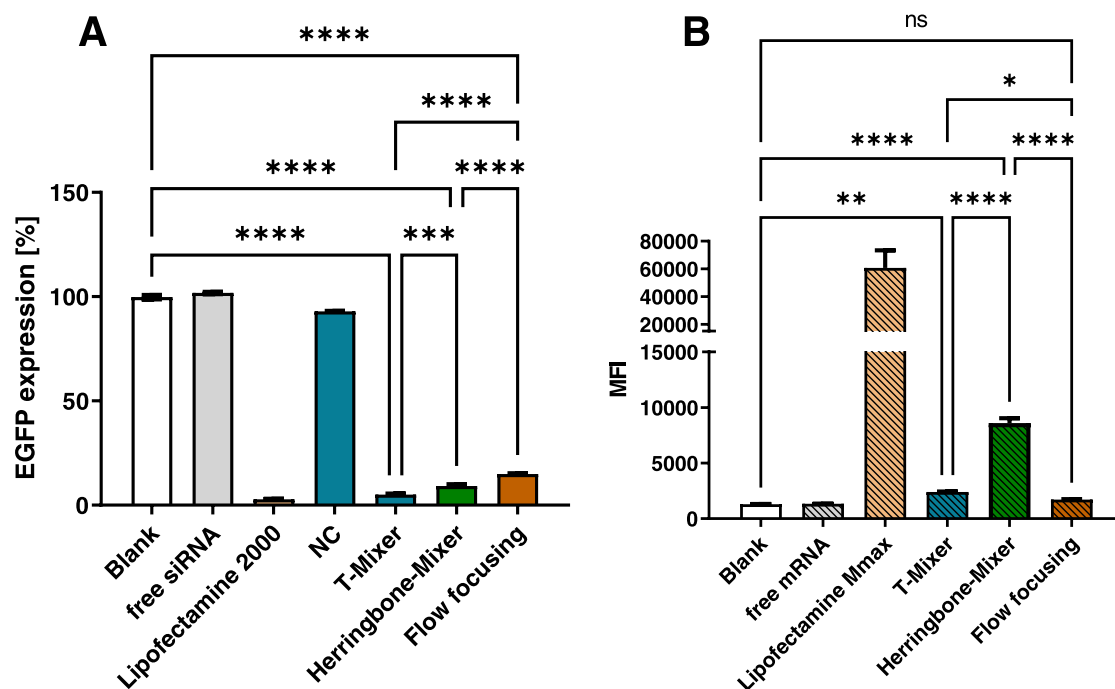 A
****
****
****
****
****
***
EGFP expression [%]
150
100
50
0
Blank
free siRNA
Lipofectamine 2000
NC
T-Mixer
Herringbone-Mixer
Flow focusing
B
ns
*
****
****
**
****
MFI
80000
60000
40000
20000
15000
10000
5000
0
Blank
free mRNA
Lipofectamine Mmax
T-Mixer
Herringbone-Mixer
Flow focusing